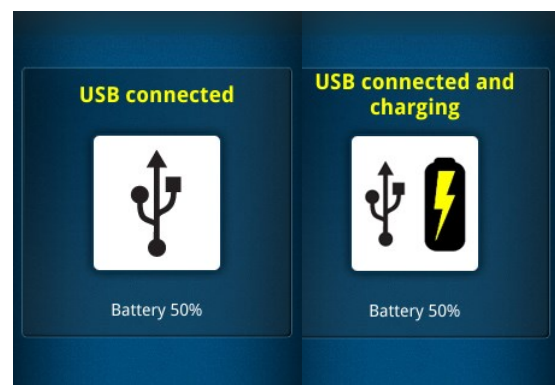 USB connected
Battery 50%
USB connected and
charging
Battery 50%